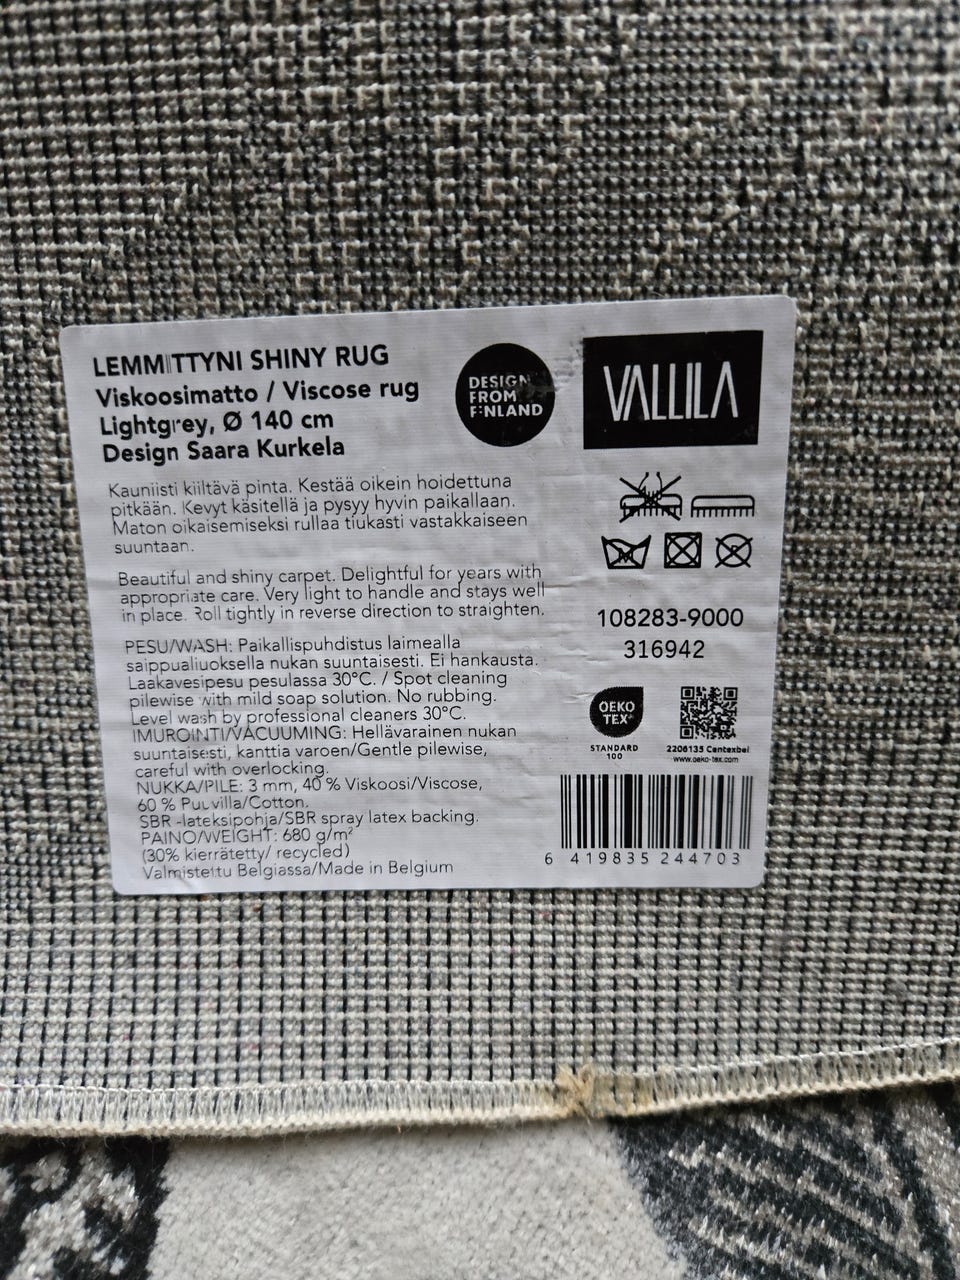 LEMMITTYNI SHINY RUG
Viskoosimatto / Viscose rug
Lightgrey, Ø 140 cm
Design Saara Kurkela
DESIGN
FROM
FINLAND
VALLILA
Kauniisti kiiltävä pinta. Kestää oikein hoidettuna
pitkään. Kevyt käsitellä ja pysyy hyvin paikallaan.
Maton oikaisemiseksi rullaa tiukasti vastakkaiseen
suuntaan.
Beautiful and shiny carpet. Delightful for years with
appropriate care. Very light to handle and stays well
in place. Roll tightly in reverse direction to straighten.
PESU/WASH: Paikallispuhdistus laimealla
saippualiuoksella nukan suuntaisesti. Ei hankausta.
Laakavesipesu pesulassa 30°C. / Spot cleaning
pilewise with mild soap solution. No rubbing.
Level wash by professional cleaners 30°C.
IMUROINTI/VACUUMING: Hellävarainen nukan
suuntaisesti, kanttia varoen/Gentle pilewise,
careful with overlocking.
NUKKA/PILE: 3 mm, 40 % Viskoosi/Viscose,
60 % Puuvilla/Cotton.
SBR -lateksipohja/SBR spray latex backing.
PAINO/WEIGHT: 680 g/m²
(30% kierrätetty/ recycled)
Valmistettu Belgiassa/Made in Belgium
108283-9000
316942
OEKO
TEX®
STANDARD
100
2206135 Centexbel
www.oeko-tex.com
6 419835 244703